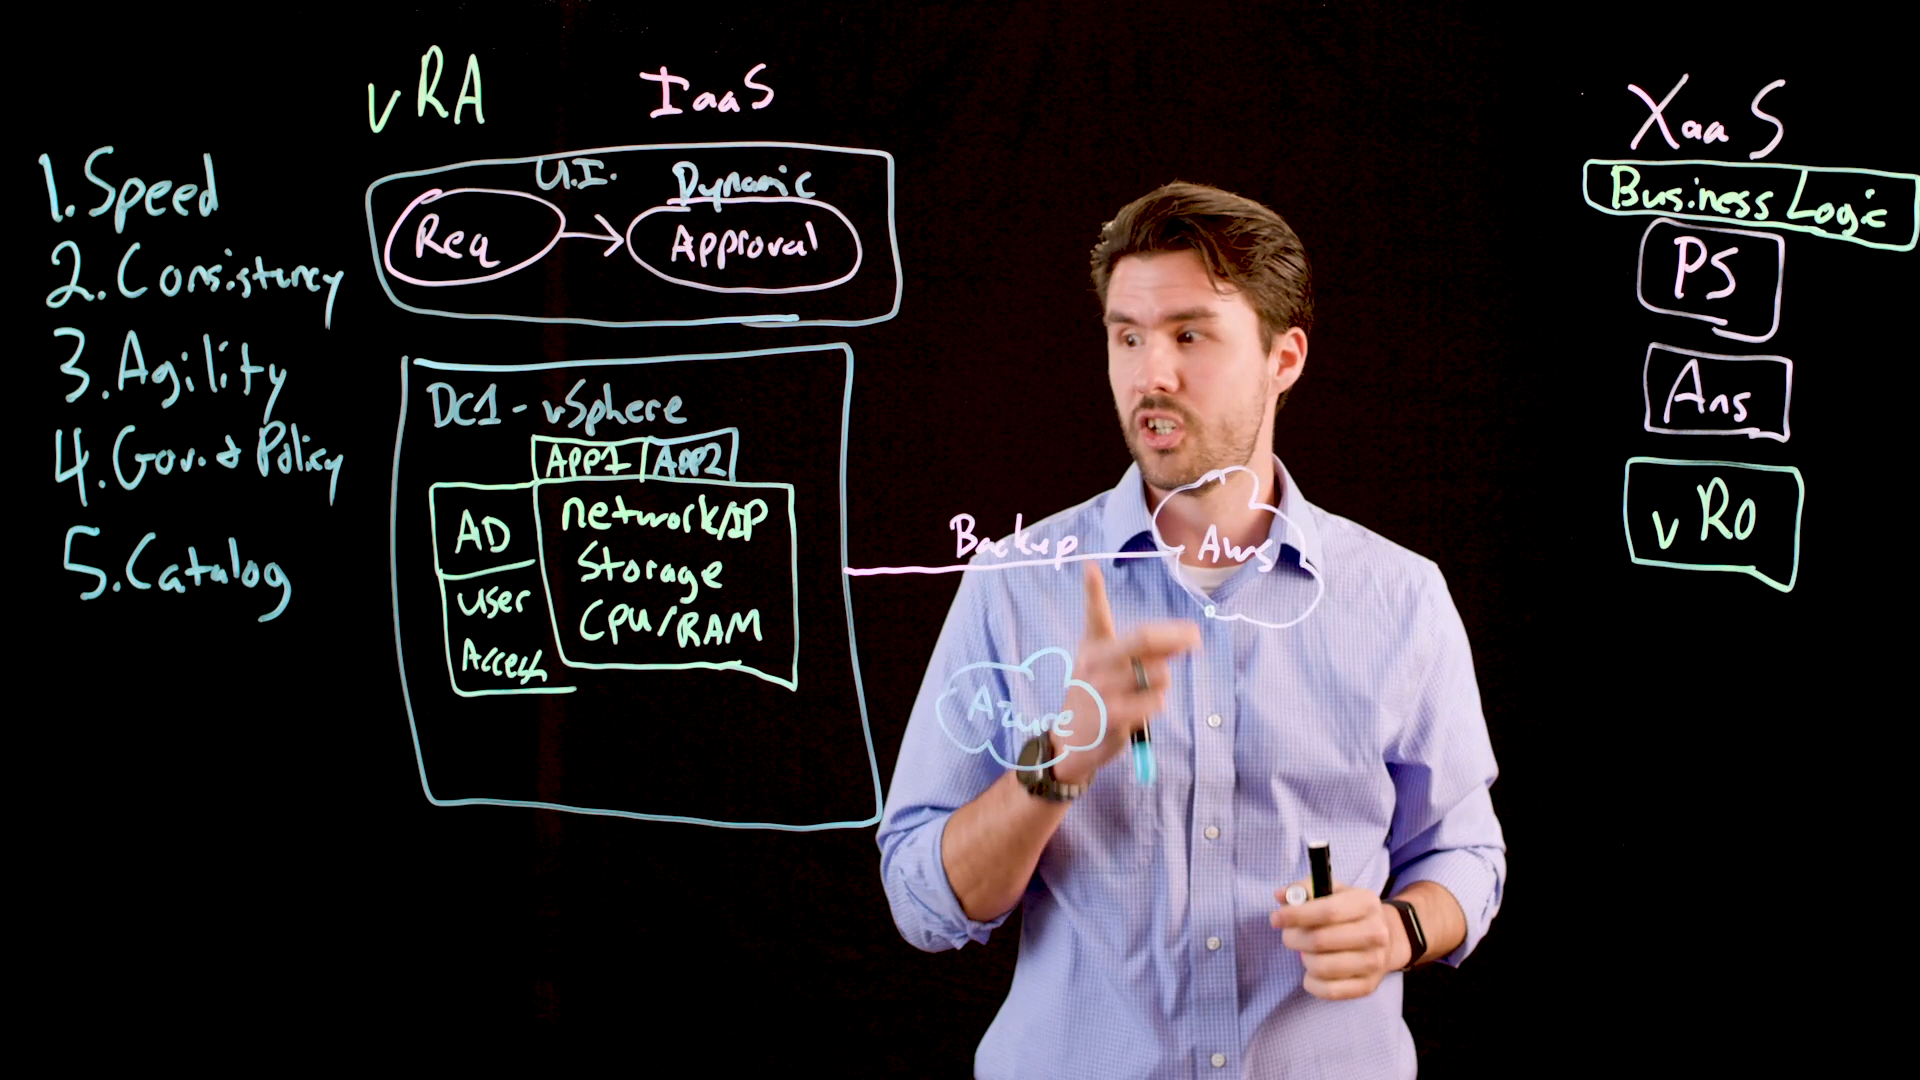 vRA
IaaS
1. Speed
2. Consistency
3. Agility
4. Gov. & Policy
5. Catalog
U.I.
Req
Dynamic
Approval
DC1 - vSphere
APP1
APP2
AD
user
Access
network/IP
Storage
CPU/RAM
Backup
Aws
Azure
XaaS
Business Logic
PS
Ans
vRO